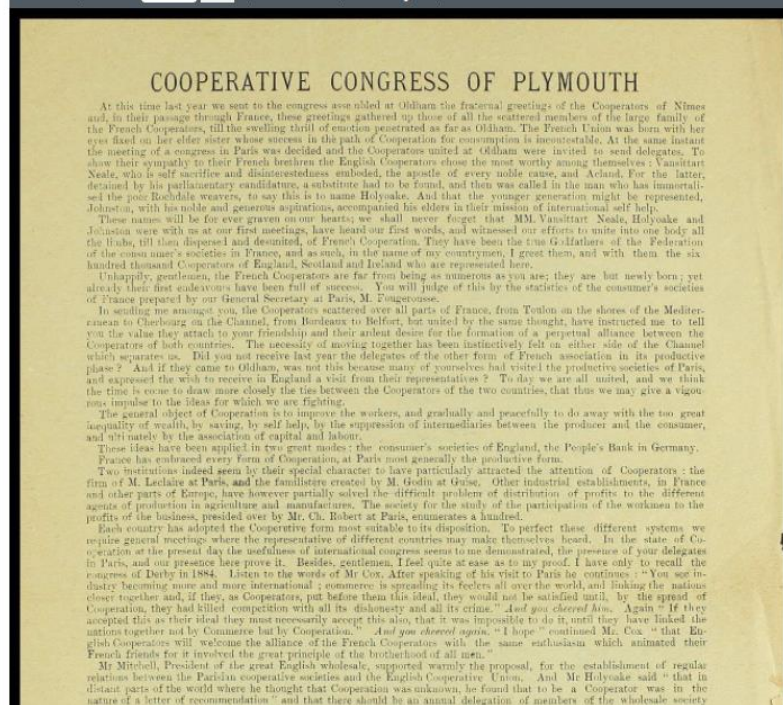 COOPERATIVE CONGRESS OF PLYMOUTH
At this time last year we sent to the congress assembled at Oldham the fraternal greetings of the Cooperators of Nîmes
and, in their passage through France, these greetings gathered up those of all the scattered members of the large family of
the French Cooperators, till the swelling thrill of emotion penetrated as far as Oldham. The French Union was born with her
eyes fixed on her elder sister whose success in the path of Cooperation for consumption is incontestable. At the same instant
the meeting of a congress in Paris was decided and the Cooperators united at Oldham were invited to send delegates. To
show their sympathy to their French brethren the English Cooperators chose the most worthy among themselves : Vansittart
Neale, who is self sacrifice and disinterestedness embodied, the apostle of every noble cause, and Acland. For the latter,
detained by his parliamentary candidature, a substitute had to be found, and then was called in the man who has immortali-
sed the poor Rochdale weavers, to say this is to name Holyoake. And that the younger generation might be represented,
Johnston, with his noble and generous aspirations, accompanied his elders in their mission of international self help.
These names will be for ever graven on our hearts; we shall never forget that MM. Vansittart Neale, Holyoake and
Johnston were with us at our first meetings, have heard our first words, and witnessed our efforts to unite into one body all
the limbs, till then dispersed and desunited, of French Cooperation. They have been the true Godfathers of the Federation
of the consumer's societies in France, and as such, in the name of my countrymen, I greet them, and with them the six
hundred thousand Cooperators of England, Scotland and Ireland who are represented here.
Unhappily, gentlemen, the French Cooperators are far from being as numerous as you are; they are but newly born; yet
already their first endeavours have been full of success. You will judge of this by the statistics of the consumer's societies
of France prepared by our General Secretary at Paris, M. Fougerousse.
In sending me amongst you, the Cooperators scattered over all parts of France, from Toulon on the shores of the Mediter-
ranean to Cherbourg on the Channel, from Bordeaux to Belfort, but united by the same thought, have instructed me to tell
you the value they attach to your friendship and their ardent desire for the formation of a perpetual alliance between the
Cooperators of both countries. The necessity of moving together has been instinctively felt on either side of the Channel
which separates us. Did you not receive last year the delegates of the other form of French association in its productive
phase ? And if they came to Oldham, was not this because many of yourselves had visited the productive societies of Paris,
and expressed the wish to receive in England a visit from their representatives ? To day we are all united, and we think
the time is come to draw more closely the ties between the Cooperators of the two countries, that thus we may give a vigou-
rous impulse to the ideas for which we are fighting.
The general object of Cooperation is to improve the workers, and gradually and peacefully to do away with the too great
inequality of wealth, by saving, by self help, by the suppression of intermediaries between the producer and the consumer,
and ultimately by the association of capital and labour.
These ideas have been applied in two great modes : the consumer's societies of England, the People's Bank in Germany.
France has embraced every form of Cooperation, at Paris most generally the productive form.
Two institutions indeed seem by their special character to have particularly attracted the attention of Cooperators : the
firm of M. Leclaire at Paris, and the familistère created by M. Godin at Guise. Other industrial establishments, in France
and other parts of Europe, have however partially solved the difficult problem of distribution of profits to the different
agents of production in agriculture and manufactures. The society for the study of the participation of the workmen to the
profits of the business, presided over by Mr. Ch. Robert at Paris, enumerates a hundred.
Each country has adopted the Cooperative form most suitable to its disposition. To perfect these different systems we
require general meetings where the representative of different countries may make themselves heard. In the state of Co-
operation at the present day the usefulness of international congress seems to me demonstrated, the presence of your delegates
in Paris, and our presence here prove it. Besides, gentlemen, I feel quite at ease as to my proof. I have only to recall the
congress of Derby in 1884. Listen to the words of Mr Cox. After speaking of his visit to Paris he continues : "You see in-
dustry becoming more and more international ; commerce is spreading its feelers all over the world, and linking the nations
closer together and, if they, as Cooperators, put before them this ideal, they would not be satisfied until, by the spread of
Cooperation, they had killed competition with all its dishonesty and all its crime." And you cheered him. Again " If they
accepted this as their ideal they must necessarily accept this also, that it was impossible to do it, until they have linked the
nations together not by Commerce but by Cooperation." And you cheered again. " I hope " continued Mr. Cox " that En-
glish Cooperators will welcome the alliance of the French Cooperators with the same enthusiasm which animated their
French friends for it involved the great principle of the brotherhood of all men."
Mr Mitchell, President of the great English wholesale, supported warmly the proposal, for the establishment of regular
relations between the Parisian cooperative societies and the English Cooperative Union. And Mr Holyoake said " that in
distant parts of the world where he thought that Cooperation was unknown, he found that to be a Cooperator was in the
nature of a letter of recommendation " and that there should be an annual delegation of members of the wholesale society